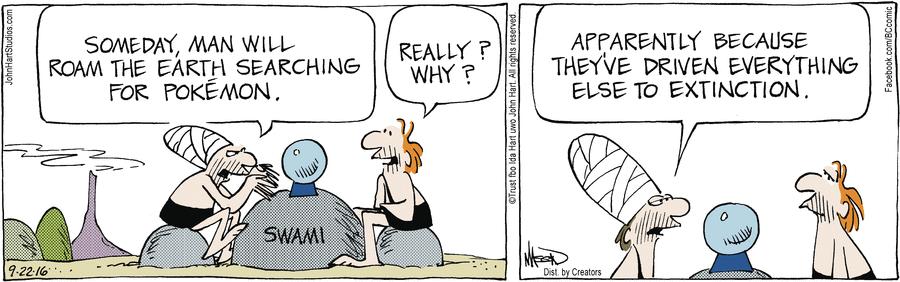 JohnHartStudios.com
SOMEDAY, MAN WILL
ROAM THE EARTH SEARCHING
FOR POKÉMON.
REALLY?
WHY?
SWAMI
9-22-16
©Trust fbo Ida Hart uwo John Hart. All rights reserved.
APPARENTLY BECAUSE
THEY'VE DRIVEN EVERYTHING
ELSE TO EXTINCTION.
MASON
Dist. by Creators
Facebook.com/BCcomic